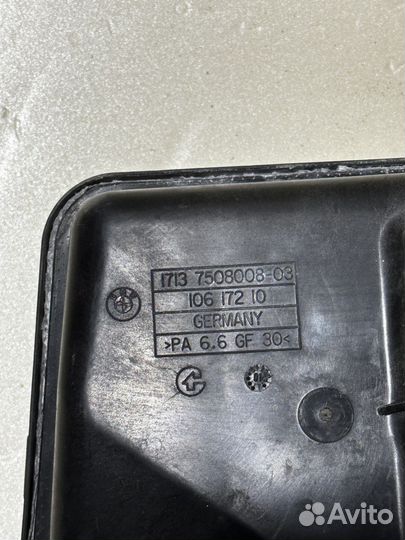 1713 7508008-03
106 172 10
GERMANY
>PA 6.6 GF 30<
Avito